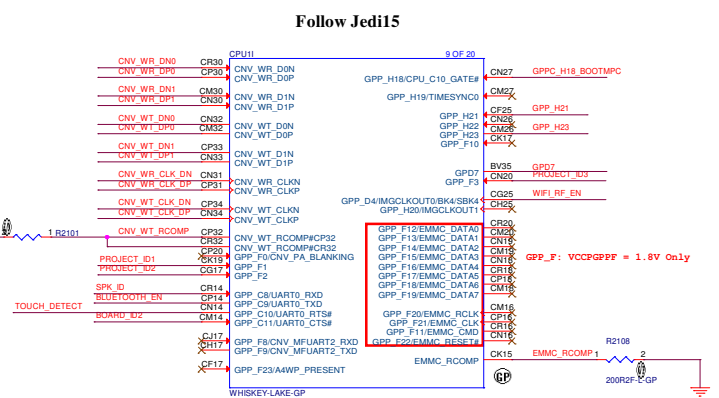 Follow Jedi15
CPU1I
9 OF 20
CNV_WR_DN0 CR30 CNV_WR_D0N
CNV_WR_DP0 CP30 CNV_WR_D0P
CNV_WR_DN1 CM30 CNV_WR_D1N
CNV_WR_DP1 CN30 CNV_WR_D1P
CNV_WT_DN0 CN32 CNV_WT_D0N
CNV_WT_DP0 CM32 CNV_WT_D0P
CNV_WT_DN1 CP33 CNV_WT_D1N
CNV_WT_DP1 CN33 CNV_WT_D1P
CNV_WR_CLK_DN CN31 CNV_WR_CLKN
CNV_WR_CLK_DP CP31 CNV_WR_CLKP
CNV_WT_CLK_DN CP34 CNV_WT_CLKN
CNV_WT_CLK_DP CN34 CNV_WT_CLKP
1 R2101 CNV_WT_RCOMP CP32 CNV_WT_RCOMP#CP32
CR32 CNV_WT_RCOMP#CR32
CP20 GPP_F0/CNV_PA_BLANKING
PROJECT_ID1 CK19 GPP_F1
PROJECT_ID2 CG17 GPP_F2
SPK_ID CR14 GPP_C8/UART0_RXD
BLUETOOTH_EN CP14 GPP_C9/UART0_TXD
TOUCH_DETECT CN14 GPP_C10/UART0_RTS#
BOARD_ID2 CM14 GPP_C11/UART0_CTS#
CJ17 GPP_F8/CNV_MFUART2_RXD
CH17 GPP_F9/CNV_MFUART2_TXD
CF17 GPP_F23/A4WP_PRESENT
GPP_H18/CPU_C10_GATE# CN27 GPPC_H18_BOOTMPC
GPP_H19/TIMESYNC0 CM27
GPP_H21 CF25 GPP_H21
GPP_H22 CN26
GPP_H23 CM26 GPP_H23
GPP_F10 CK17
GPD7 BV35 GPD7
GPP_F3 CN20 PROJECT_ID3
GPP_D4/IMGCLKOUT0/BK4/SBK4 CG25 WIFI_RF_EN
GPP_H20/IMGCLKOUT1 CH25
GPP_F12/EMMC_DATA0 CR20
GPP_F13/EMMC_DATA1 CM20
GPP_F14/EMMC_DATA2 CN19
GPP_F15/EMMC_DATA3 CM19
GPP_F16/EMMC_DATA4 CN18
GPP_F17/EMMC_DATA5 CR18
GPP_F18/EMMC_DATA6 CP18
GPP_F19/EMMC_DATA7 CM18
GPP_F: VCCPGPPF = 1.8V Only
GPP_F20/EMMC_RCLK CM16
GPP_F21/EMMC_CLK CP16
GPP_F11/EMMC_CMD CR16
GPP_F22/EMMC_RESET# CN16
EMMC_RCOMP CK15 EMMC_RCOMP 1 R2108 2
GP
200R2F-L-GP
WHISKEY-LAKE-GP